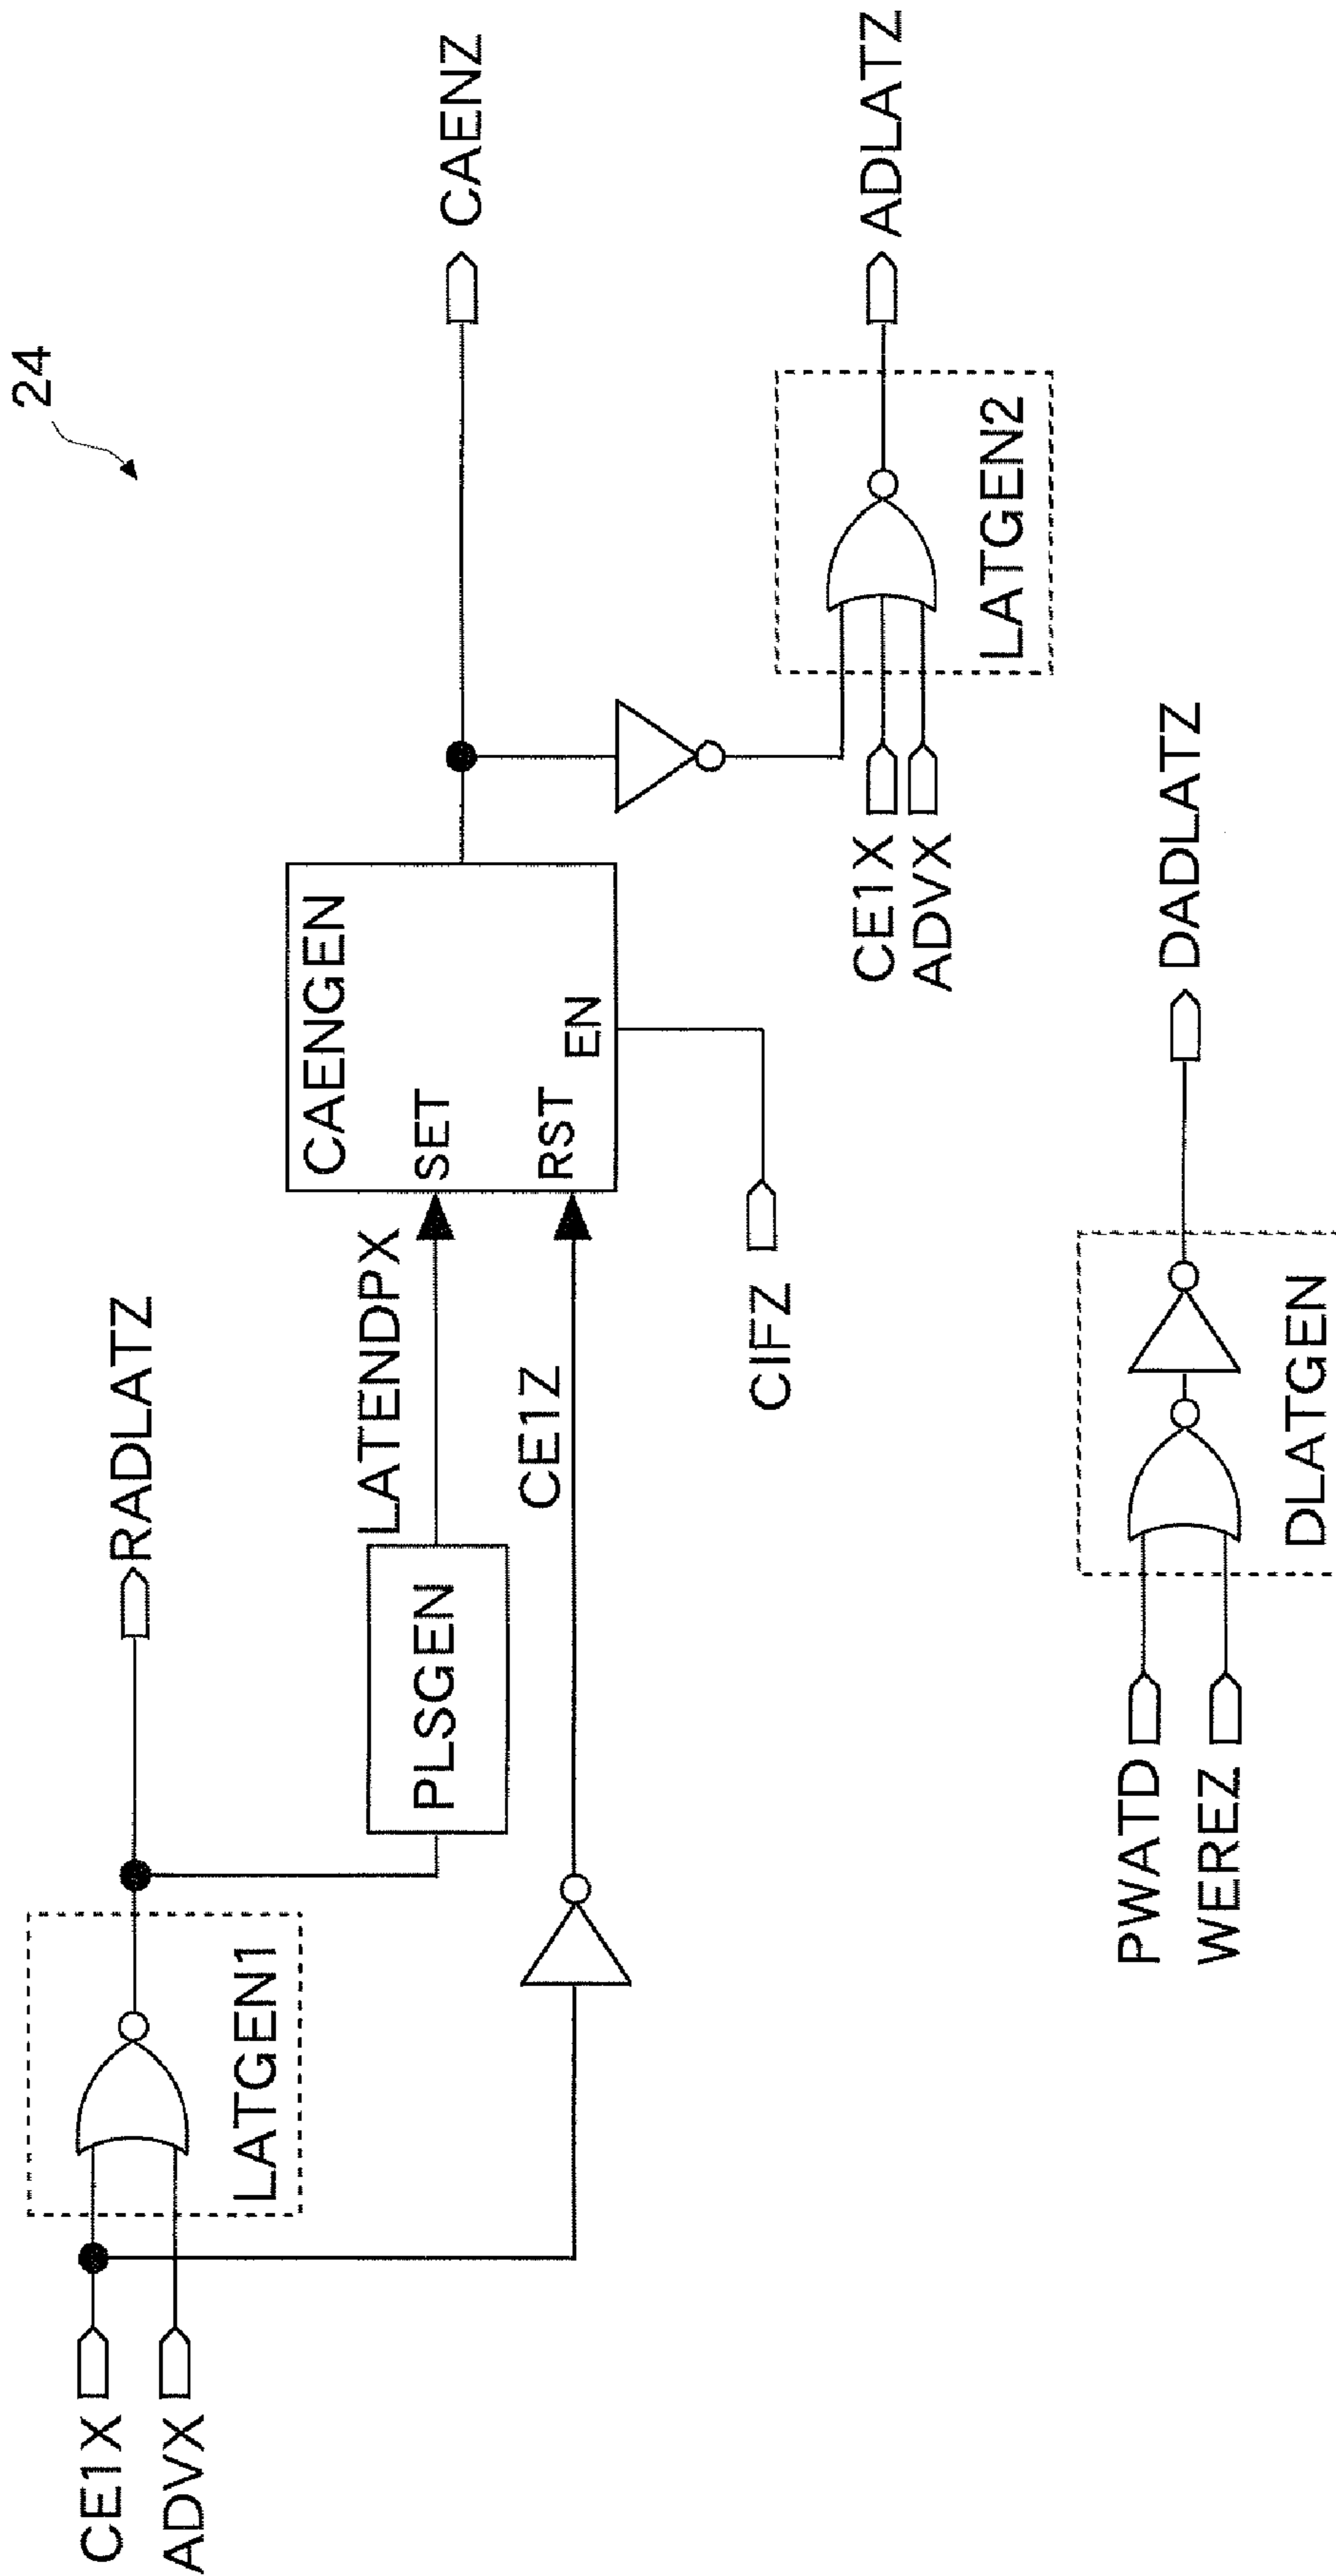 24
CE1X
ADVX
LATGEN1
RADLATZ
PLSGEN
LATENDPX
CE1Z
CAENGEN
SET
RST
EN
CIFZ
CAENZ
CE1X
ADVX
LATGEN2
ADLATZ
PWATD
WEREZ
DLATGEN
DADLATZ